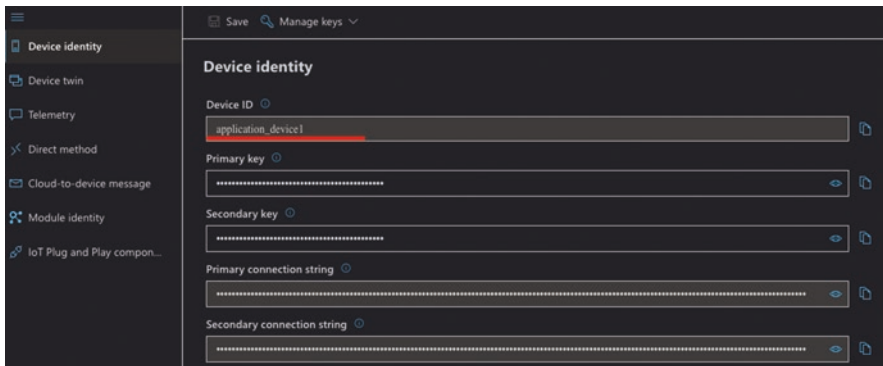 Save Manage keys
Device identity
Device twin
Telemetry
Direct method
Cloud-to-device message
Module identity
IoT Plug and Play compon...
Device identity
Device ID
application_device1
Primary key
Secondary key
Primary connection string
Secondary connection string